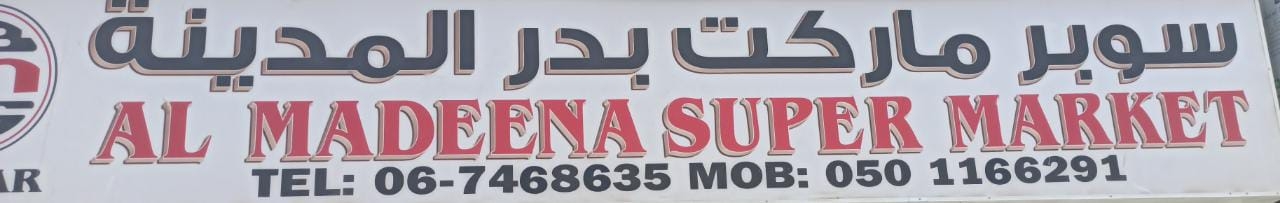 سوبر ماركت بدر المدينة
AL MADEENA SUPER MARKET
TEL: 06-7468635 MOB: 050 1166291